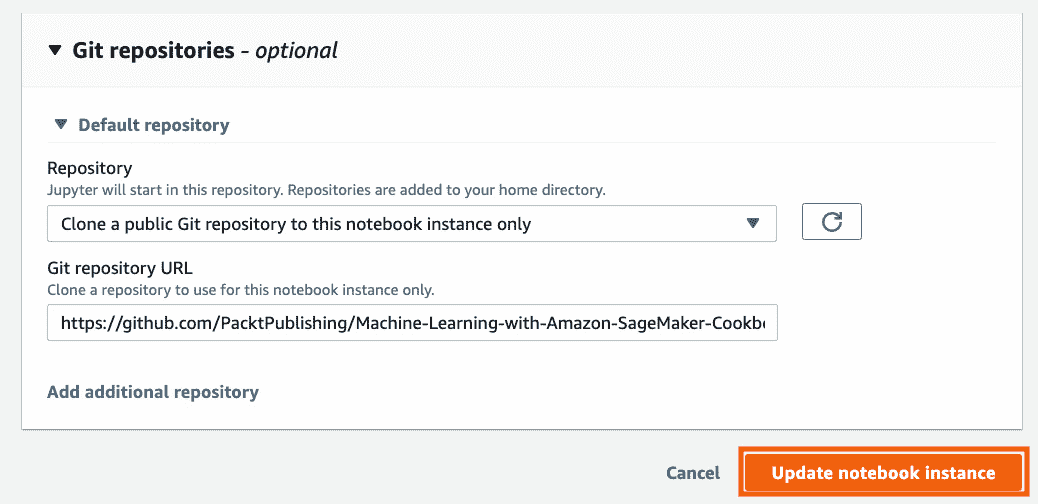 Git repositories - optional
Default repository
Repository
Jupyter will start in this repository. Repositories are added to your home directory.
Clone a public Git repository to this notebook instance only
Git repository URL
Clone a repository to use for this notebook instance only.
https://github.com/PacktPublishing/Machine-Learning-with-Amazon-SageMaker-Cookb
Add additional repository
Cancel
Update notebook instance